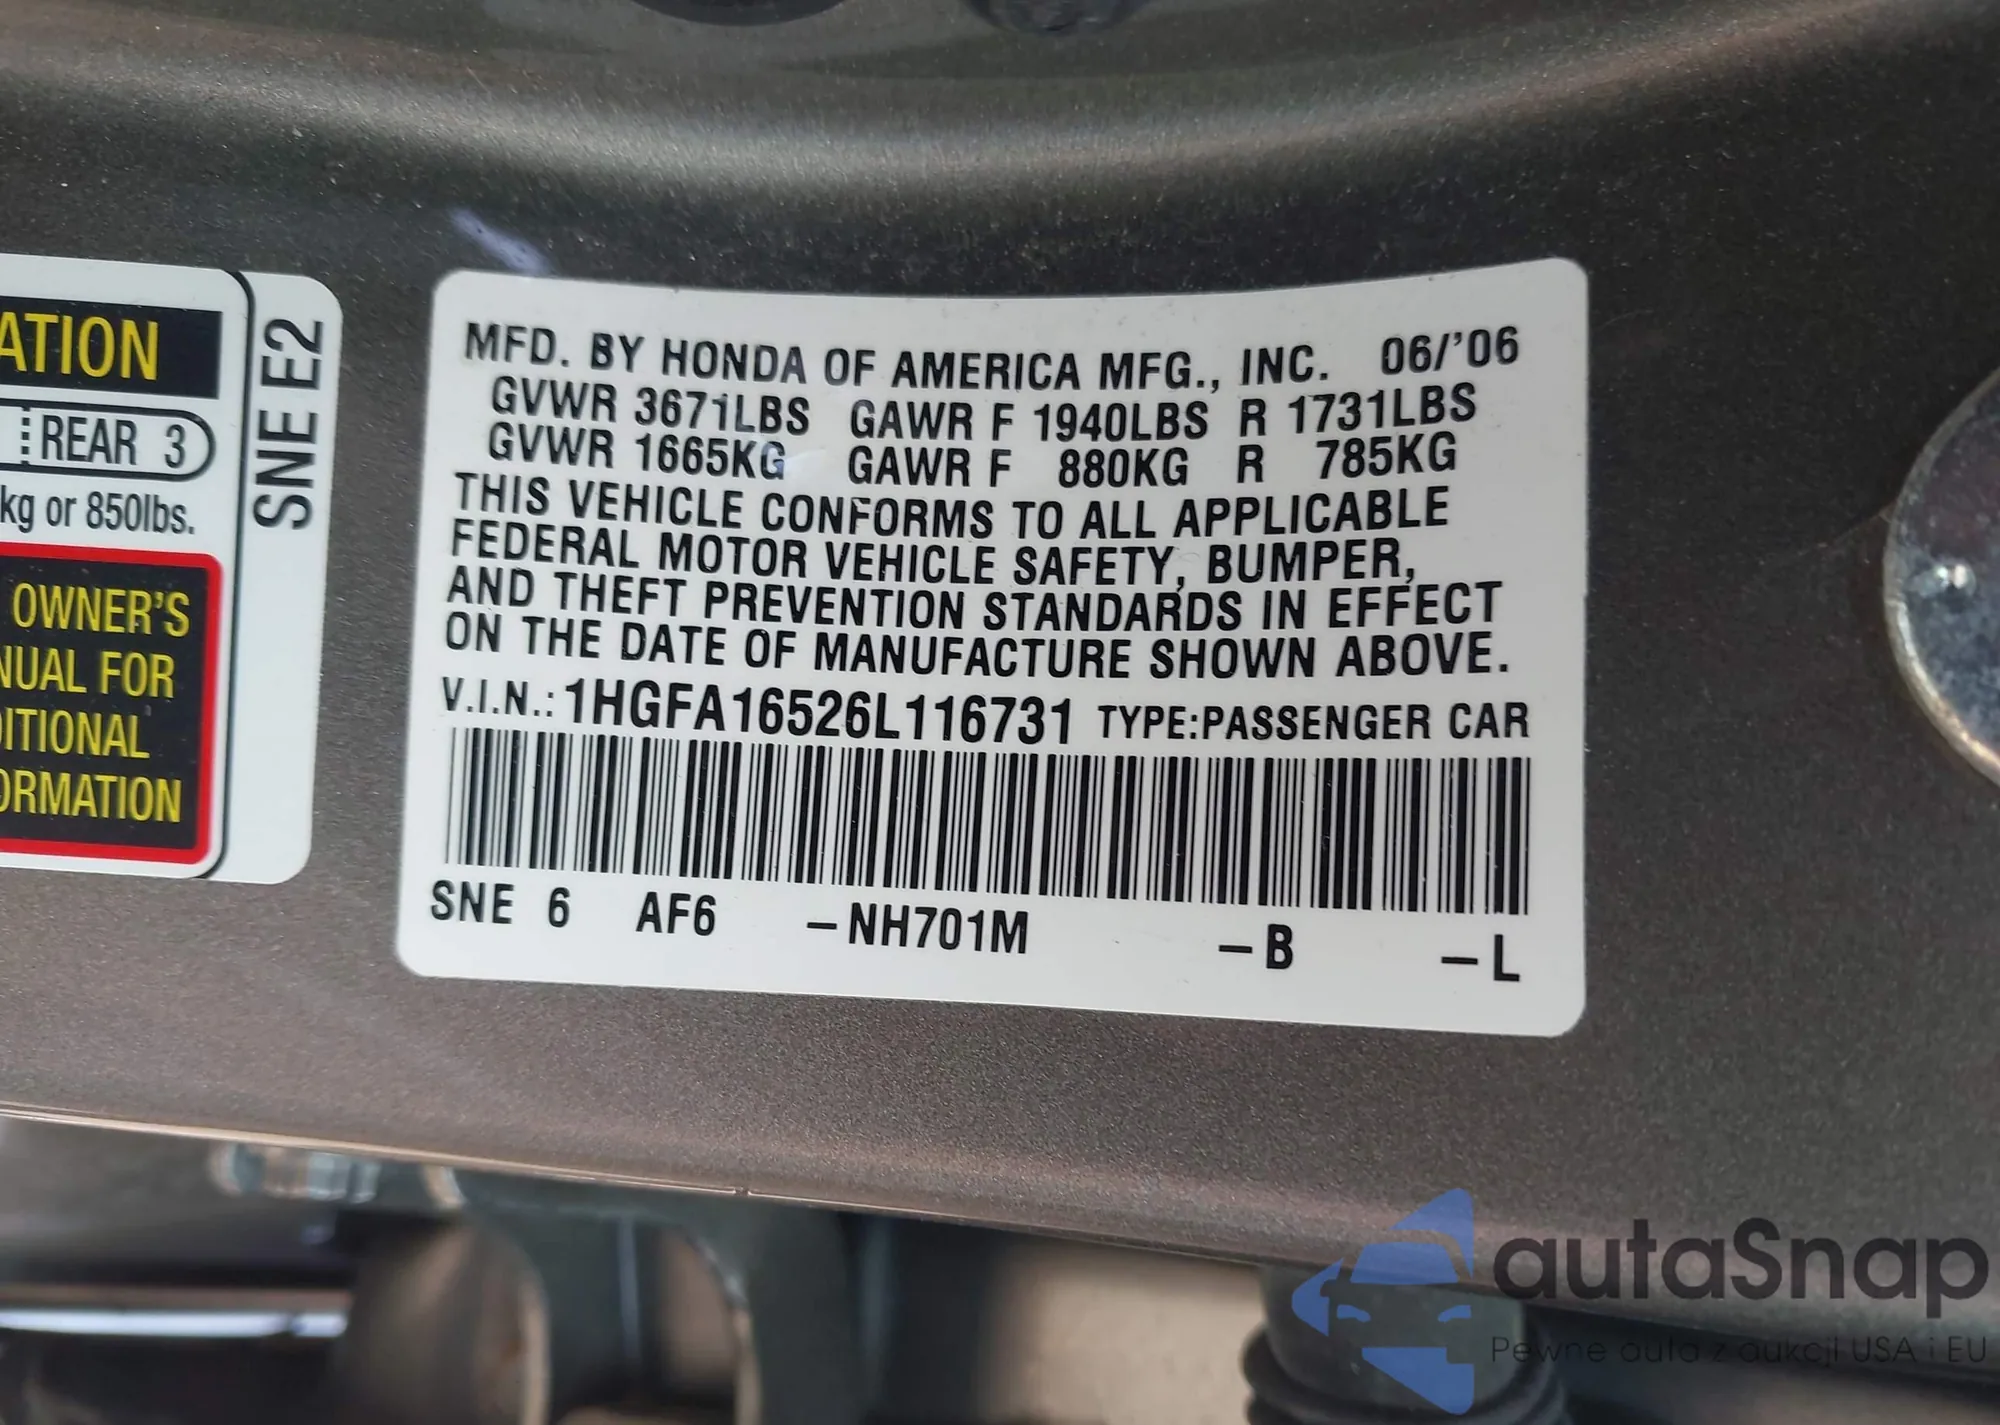 ATION
REAR 3
kg or 850lbs.
OWNER'S
NUAL FOR
DITIONAL
ORMATION
SNE E2
MFD. BY HONDA OF AMERICA MFG., INC. 06/'06
GVWR 3671LBS GAWR F 1940LBS R 1731LBS
GVWR 1665KG GAWR F 880KG R 785KG
THIS VEHICLE CONFORMS TO ALL APPLICABLE
FEDERAL MOTOR VEHICLE SAFETY, BUMPER,
AND THEFT PREVENTION STANDARDS IN EFFECT
ON THE DATE OF MANUFACTURE SHOWN ABOVE.
V.I.N.: 1HGFA16526L116731 TYPE:PASSENGER CAR
SNE 6 AF6 –NH701M –B –L
autaSnap
Pewne auta z aukcji USA i EU